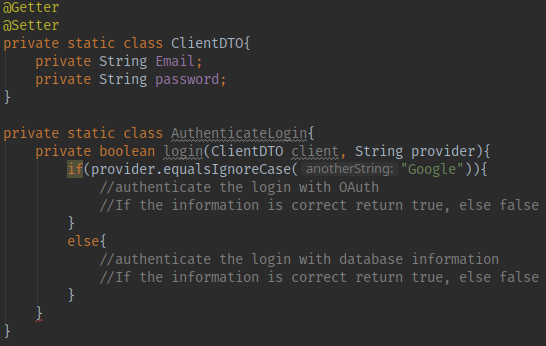 @Getter
@Setter
private static class ClientDTO{
private String Email;
private String password;
}
private static class AuthenticateLogin{
private boolean login(ClientDTO client, String provider){
if(provider.equalsIgnoreCase( anotherString: "Google")){
//authenticate the login with OAuth
//If the information is correct return true, else false
}
else{
//authenticate the login with database information
//If the information is correct return true, else false
}
}
}